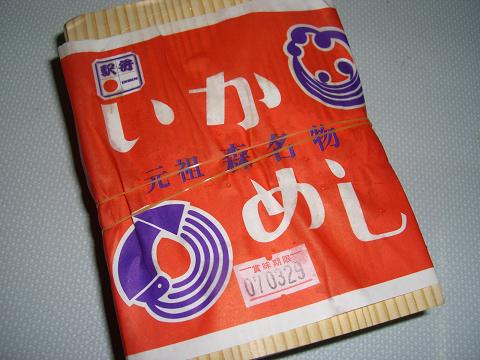 駅弁
いか
元祖 森名物
めし
賞味期限
070329